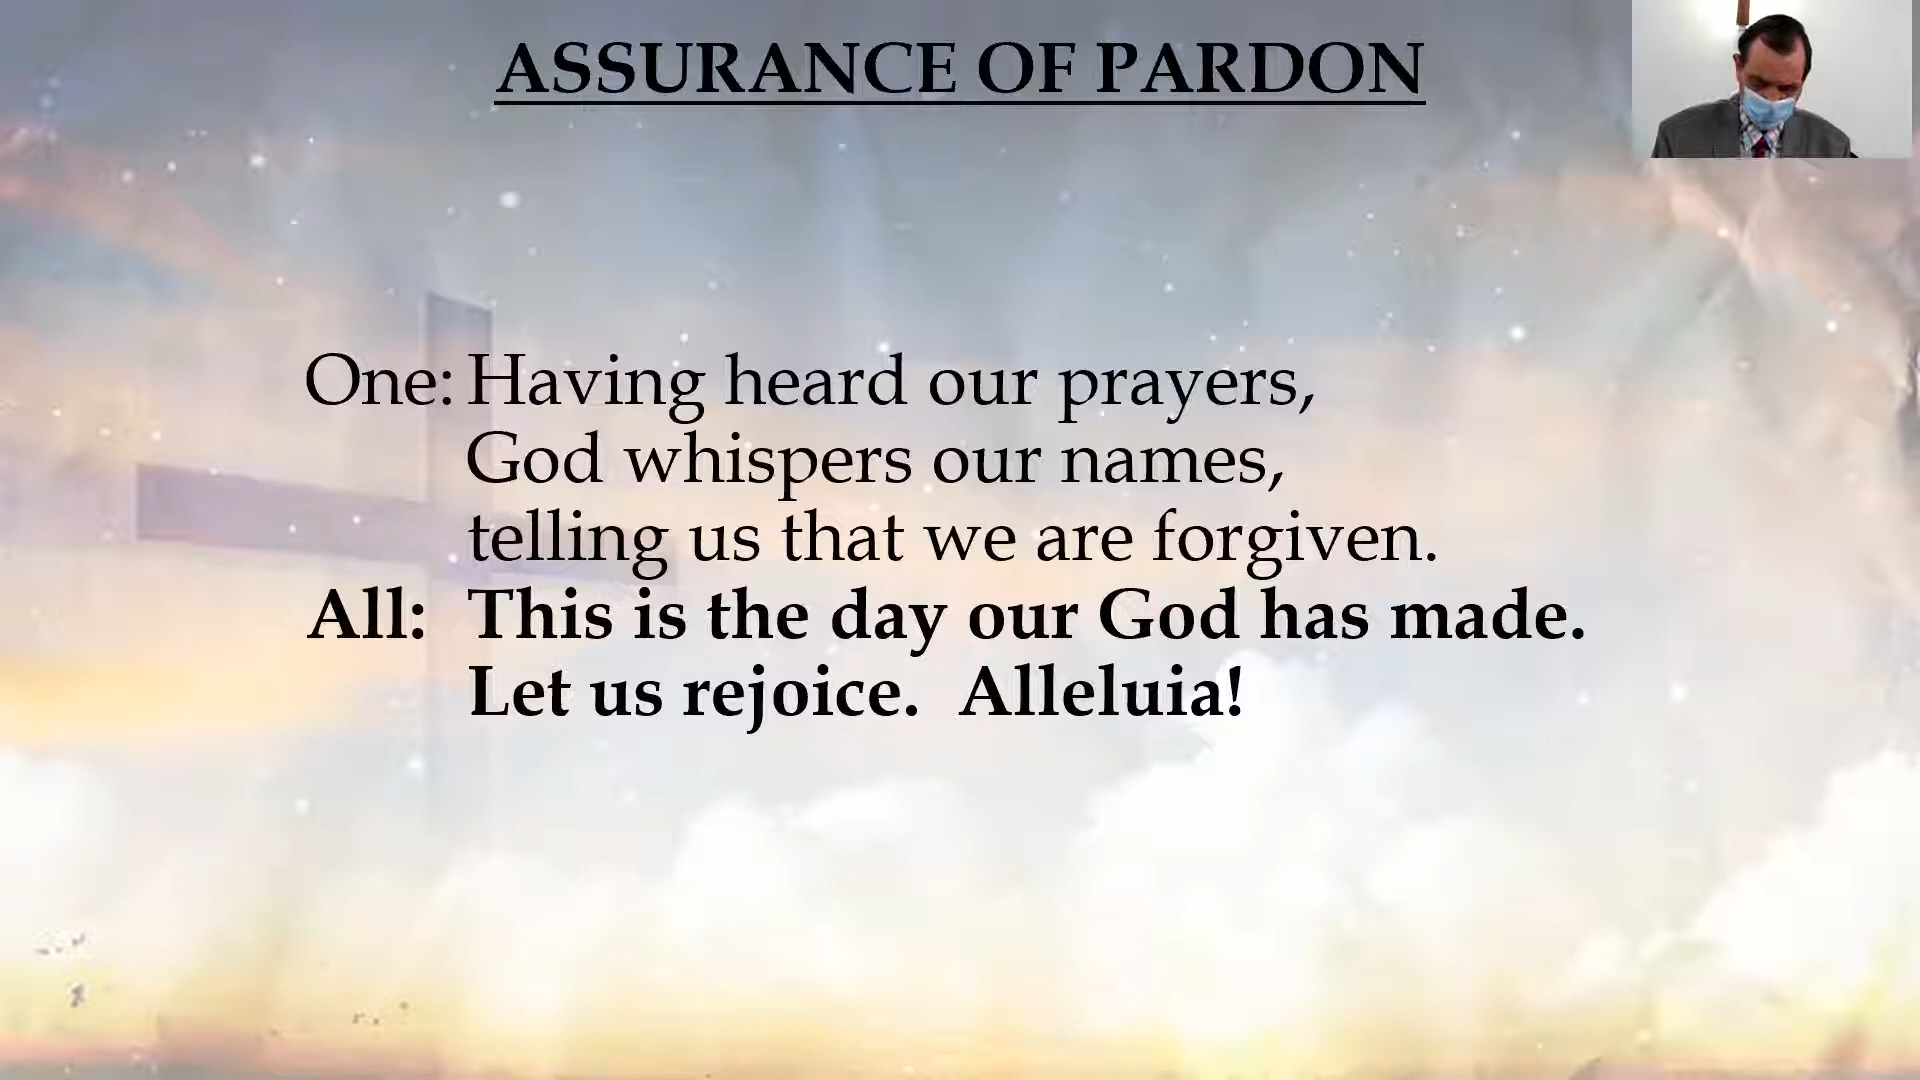 ASSURANCE OF PARDON
One: Having heard our prayers,
God whispers our names,
telling us that we are forgiven.
All: This is the day our God has made.
Let us rejoice. Alleluia!